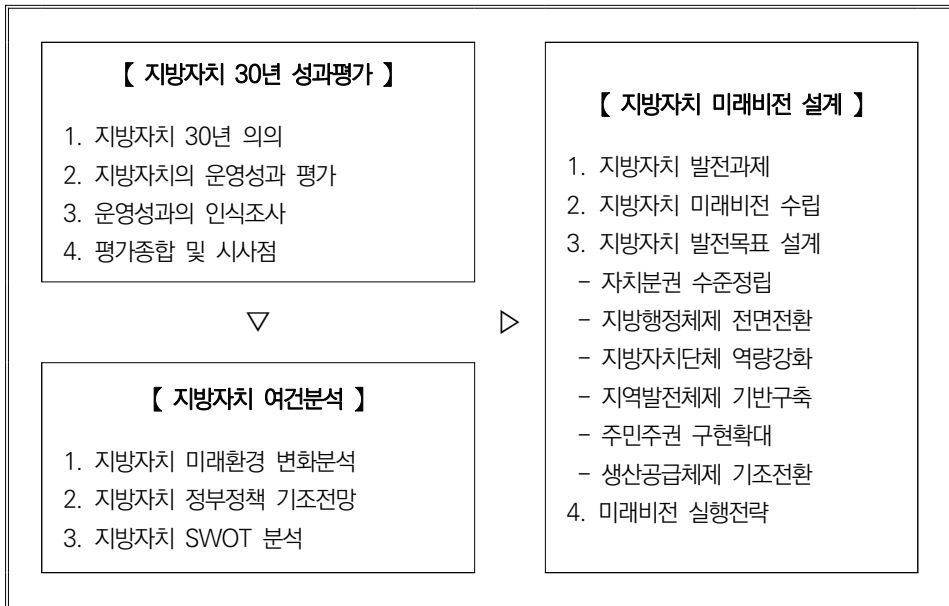 【 지방자치 30년 성과평가 】
1. 지방자치 30년 의의
2. 지방자치의 운영성과 평가
3. 운영성과의 인식조사
4. 평가종합 및 시사점
▽
【 지방자치 여건분석 】
1. 지방자치 미래환경 변화분석
2. 지방자치 정부정책 기조전망
3. 지방자치 SWOT 분석
▷
【 지방자치 미래비전 설계 】
1. 지방자치 발전과제
2. 지방자치 미래비전 수립
3. 지방자치 발전목표 설계
- 자치분권 수준정립
- 지방행정체제 전면전환
- 지방자치단체 역량강화
- 지역발전체제 기반구축
- 주민주권 구현확대
- 생산공급체제 기조전환
4. 미래비전 실행전략